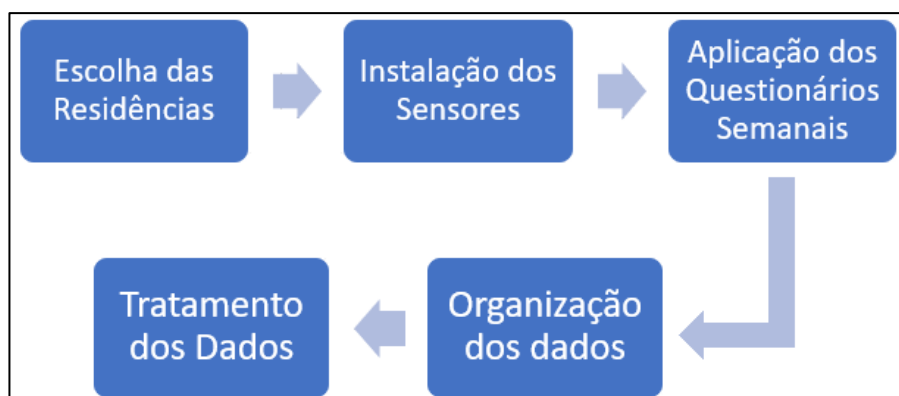 Escolha das
Residências
Instalação dos
Sensores
Aplicação dos
Questionários
Semanais
Organização
dos dados
Tratamento
dos Dados